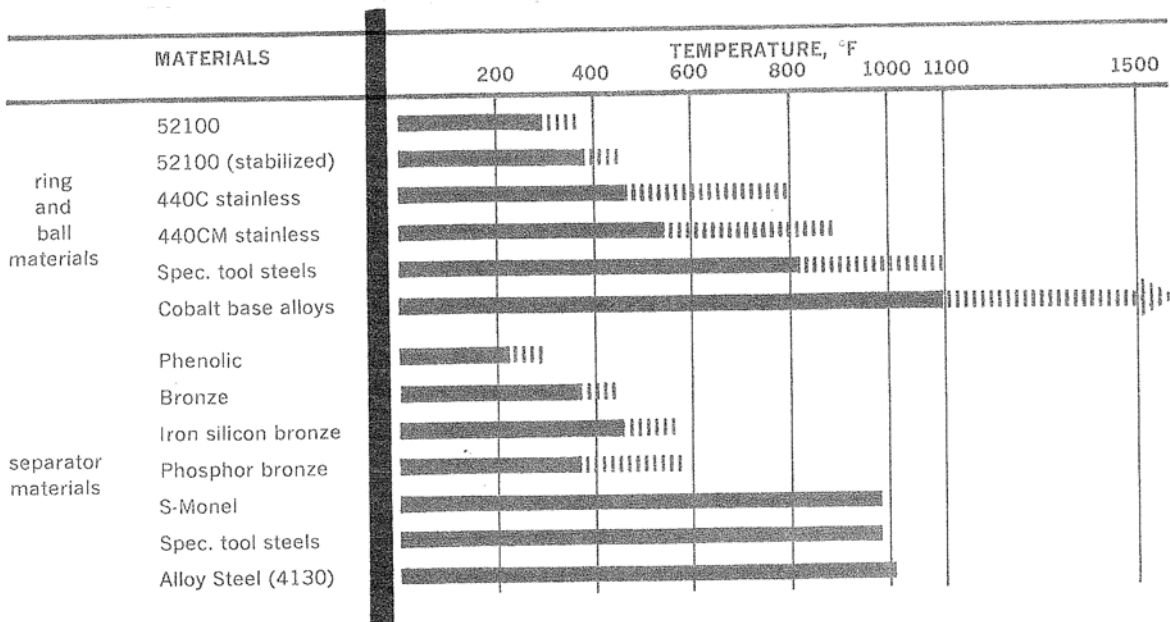 MATERIALS
TEMPERATURE, °F
200 400 600 800 1000 1100 1500
ring
and
ball
materials
52100
52100 (stabilized)
440C stainless
440CM stainless
Spec. tool steels
Cobalt base alloys
separator
materials
Phenolic
Bronze
Iron silicon bronze
Phosphor bronze
S-Monel
Spec. tool steels
Alloy Steel (4130)